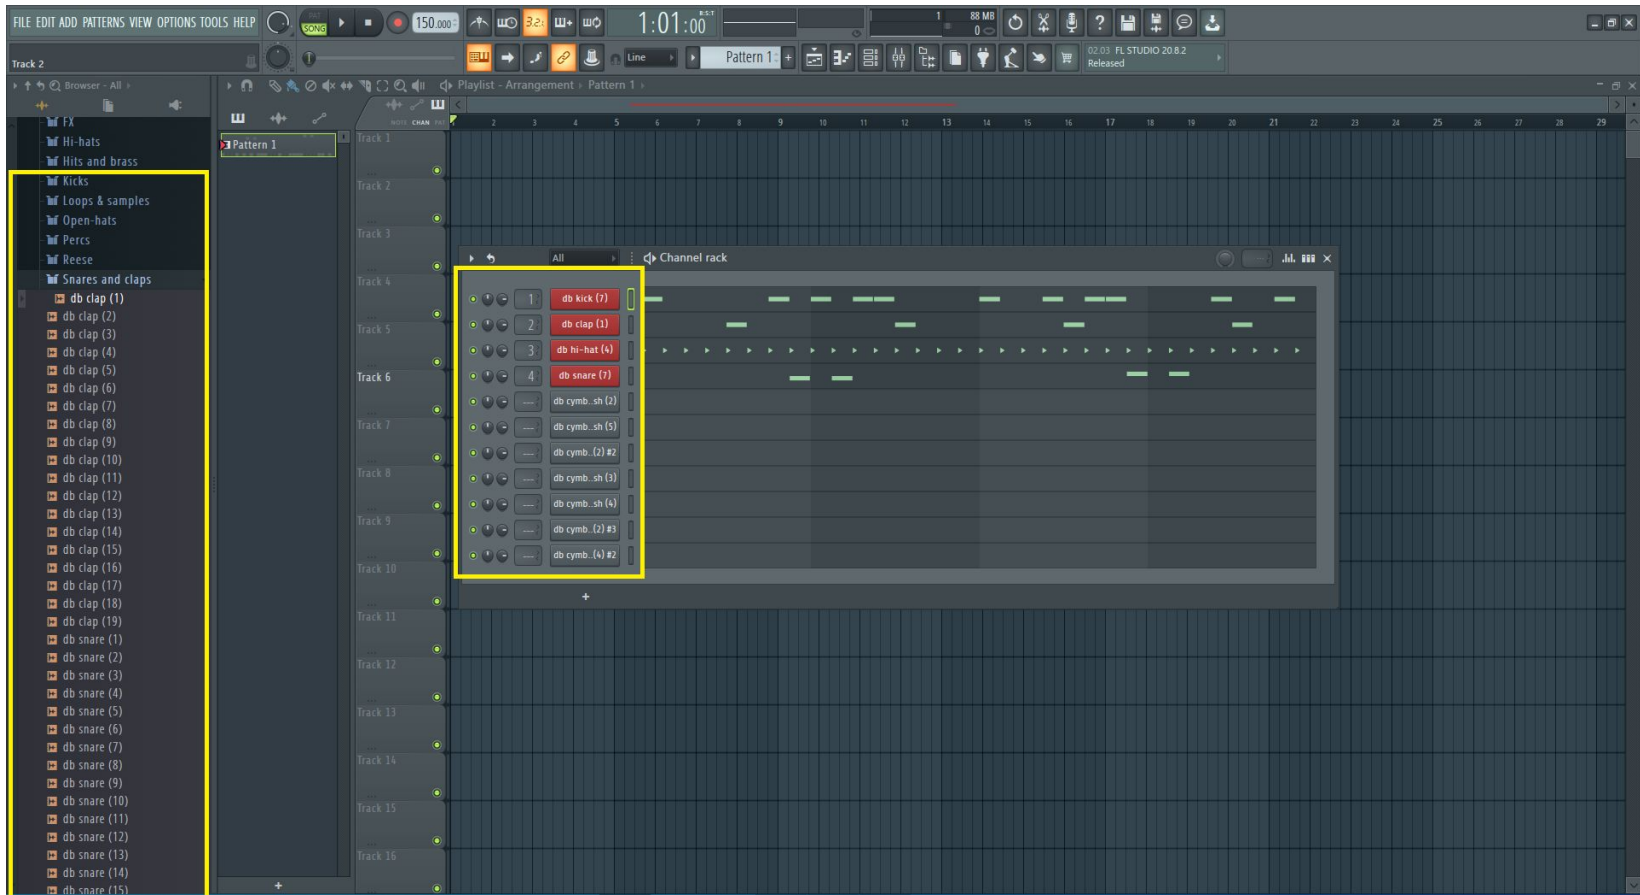 FILE EDIT ADD PATTERNS VIEW OPTIONS TOOLS HELP
SONG
150.000
3.2.
1:01:00
B:S:T
1
88 MB
0
Track 2
Line
Pattern 1
02.03 FL STUDIO 20.8.2
Released
Browser - All
Playlist - Arrangement › Pattern 1
NOTE CHAN PAT
2 3 4 5 6 7 8 9 10 11 12 13 14 15 16 17 18 19 20 21 22 23 24 25 26 27 28 29
FX
Hi-hats
Hits and brass
Kicks
Loops & samples
Open-hats
Percs
Reese
Snares and claps
db clap (1)
db clap (2)
db clap (3)
db clap (4)
db clap (5)
db clap (6)
db clap (7)
db clap (8)
db clap (9)
db clap (10)
db clap (11)
db clap (12)
db clap (13)
db clap (14)
db clap (15)
db clap (16)
db clap (17)
db clap (18)
db clap (19)
db snare (1)
db snare (2)
db snare (3)
db snare (4)
db snare (5)
db snare (6)
db snare (7)
db snare (8)
db snare (9)
db snare (10)
db snare (11)
db snare (12)
db snare (13)
db snare (14)
db snare (15)
Pattern 1
Track 1
Track 2
Track 3
Track 4
Track 5
Track 6
Track 7
Track 8
Track 9
Track 10
Track 11
Track 12
Track 13
Track 14
Track 15
Track 16
All
Channel rack
1 db kick (7)
2 db clap (1)
3 db hi-hat (4)
4 db snare (7)
--- db cymb..sh (2)
--- db cymb..sh (5)
--- db cymb..(2) #2
--- db cymb..sh (3)
--- db cymb..sh (4)
--- db cymb..(2) #3
--- db cymb..(4) #2